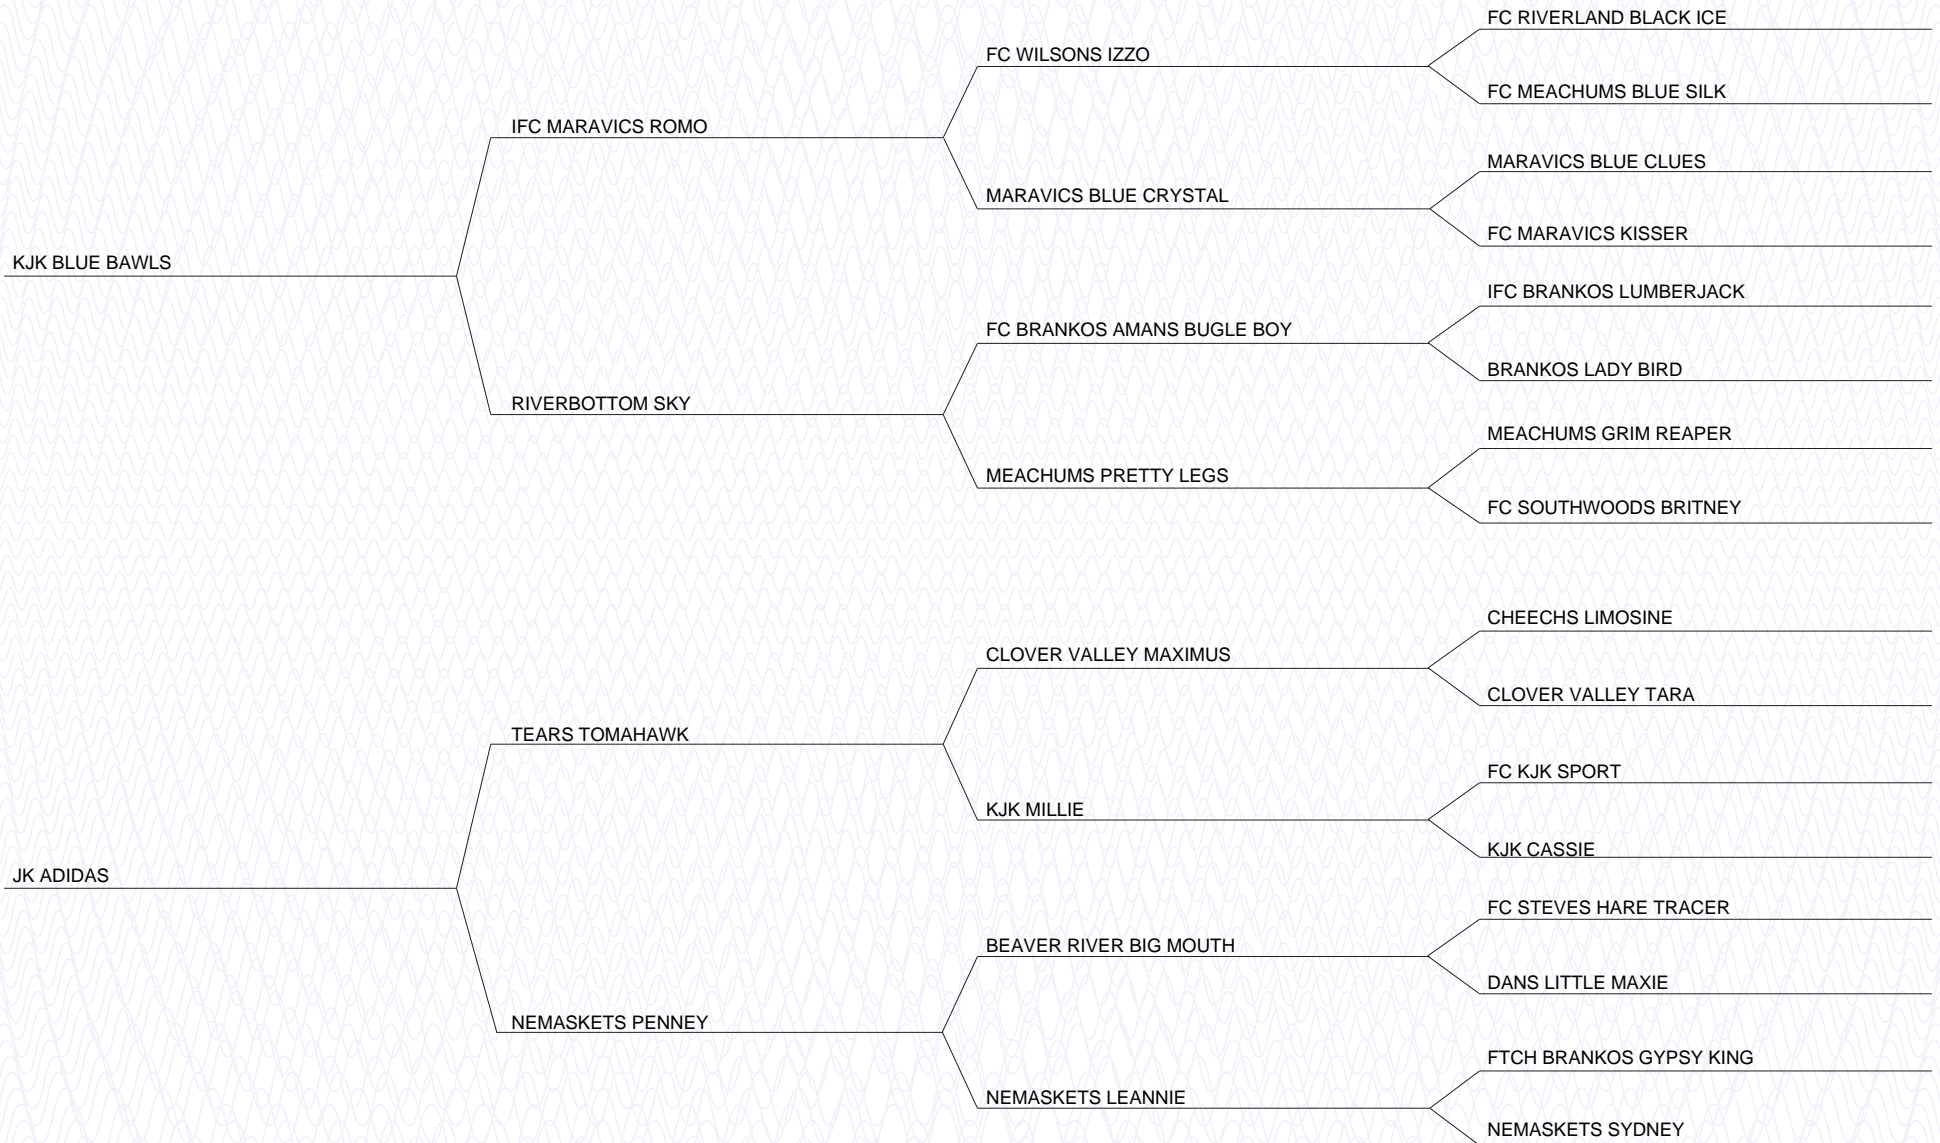 KJK BLUE BAWLS
IFC MARAVICS ROMO
RIVERBOTTOM SKY
FC WILSONS IZZO
MARAVICS BLUE CRYSTAL
FC BRANKOS AMANS BUGLE BOY
MEACHUMS PRETTY LEGS
FC RIVERLAND BLACK ICE
FC MEACHUMS BLUE SILK
MARAVICS BLUE CLUES
FC MARAVICS KISSER
IFC BRANKOS LUMBERJACK
BRANKOS LADY BIRD
MEACHUMS GRIM REAPER
FC SOUTHWOODS BRITNEY
JK ADIDAS
TEARS TOMAHAWK
NEMASKETS PENNEY
CLOVER VALLEY MAXIMUS
KJK MILLIE
BEAVER RIVER BIG MOUTH
NEMASKETS LEANNIE
CHEECHS LIMOSINE
CLOVER VALLEY TARA
FC KJK SPORT
KJK CASSIE
FC STEVES HARE TRACER
DANS LITTLE MAXIE
FTCH BRANKOS GYPSY KING
NEMASKETS SYDNEY